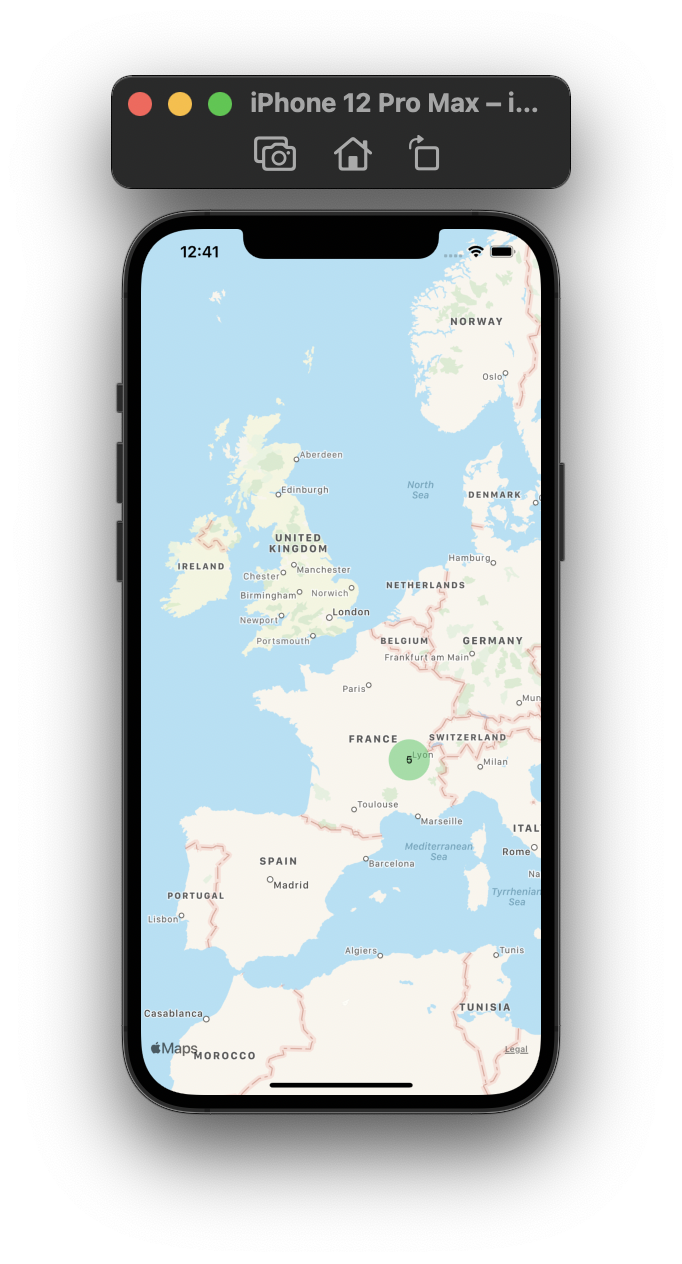 iPhone 12 Pro Max – i...
12:41
NORWAY
Oslo
Aberdeen
North
Sea
DENMARK
Edinburgh
UNITED
KINGDOM
Hamburg
IRELAND
Manchester
Chester
NETHERLANDS
Birmingham
Norwich
London
Newport
Portsmouth
BELGIUM
GERMANY
Frankfurt am Main
Paris
Mun
FRANCE
SWITZERLAND
5
Lyon
Milan
Toulouse
Marseille
ITAL
Mediterranean
Sea
Rome
SPAIN
Barcelona
Na
Madrid
PORTUGAL
Tyrrhenian
Sea
Lisbon
Algiers
Tunis
TUNISIA
Casablanca
Maps
MOROCCO
Legal